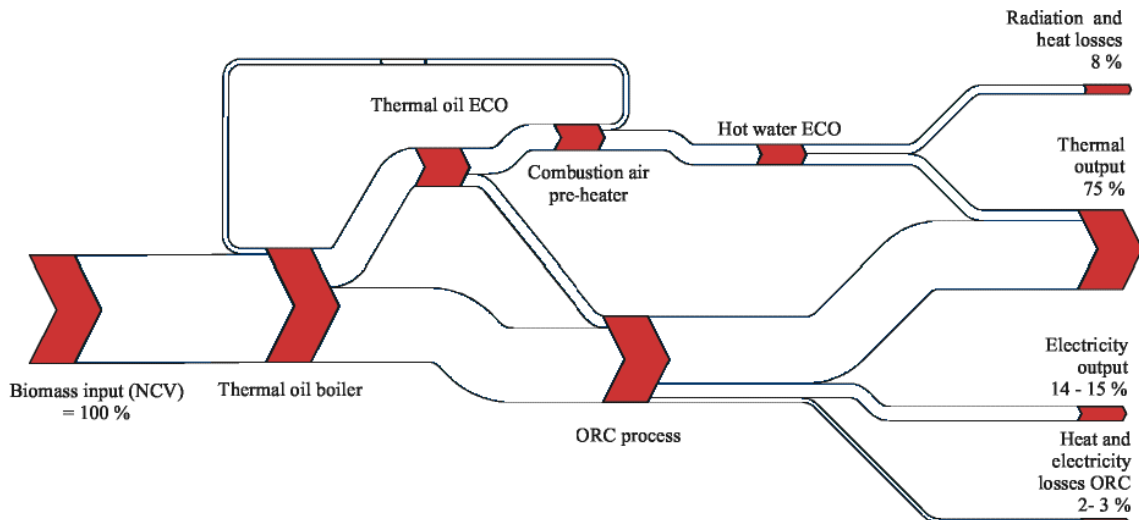 Radiation and
heat losses
8 %
Thermal oil ECO
Hot water ECO
Combustion air
pre-heater
Thermal
output
75 %
Biomass input (NCV)
= 100 %
Thermal oil boiler
ORC process
Electricity
output
14 - 15 %
Heat and
electricity
losses ORC
2- 3 %